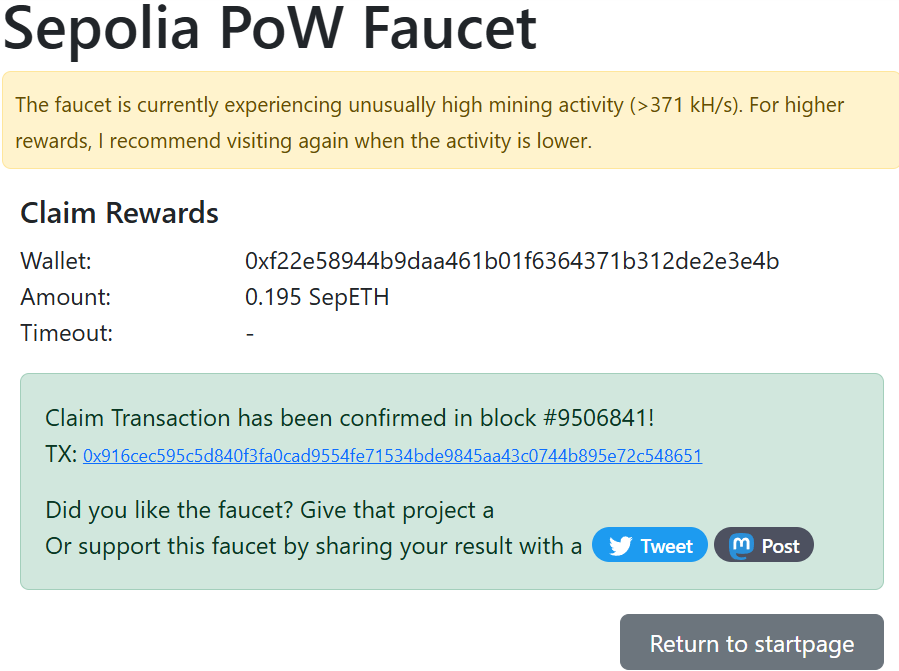 Sepolia PoW Faucet
The faucet is currently experiencing unusually high mining activity (>371 kH/s). For higher
rewards, I recommend visiting again when the activity is lower.
Claim Rewards
Wallet: 0xf22e58944b9daa461b01f6364371b312de2e3e4b
Amount: 0.195 SepETH
Timeout: -
Claim Transaction has been confirmed in block #9506841!
TX: 0x916cec595c5d840f3fa0cad9554fe71534bde9845aa43c0744b895e72c548651
Did you like the faucet? Give that project a
Or support this faucet by sharing your result with a Tweet Post
Return to startpage